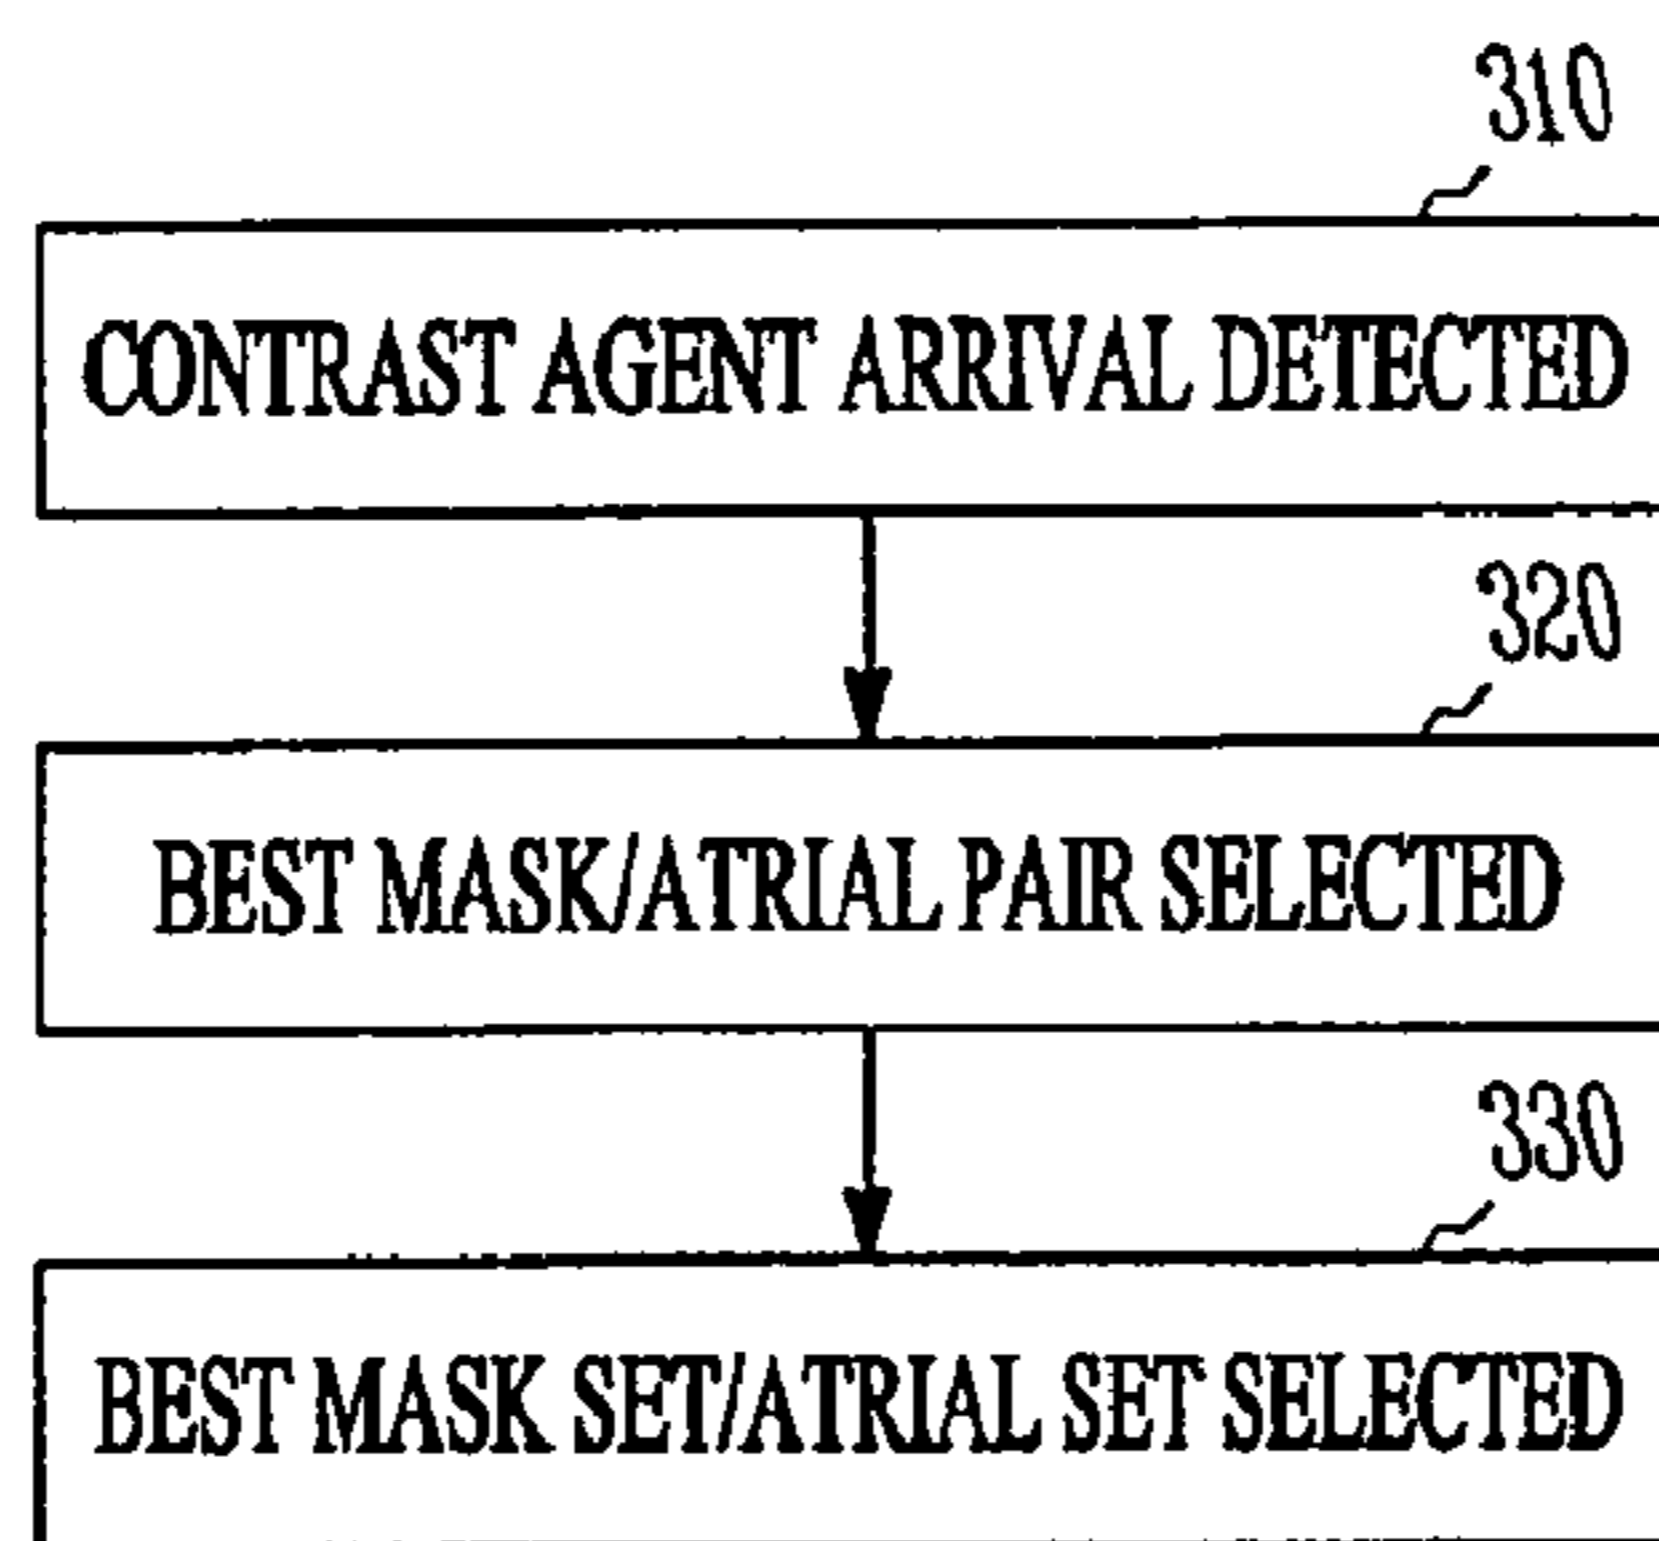 310
CONTRAST AGENT ARRIVAL DETECTED
320
BEST MASK/ATRIAL PAIR SELECTED
330
BEST MASK SET/ATRIAL SET SELECTED